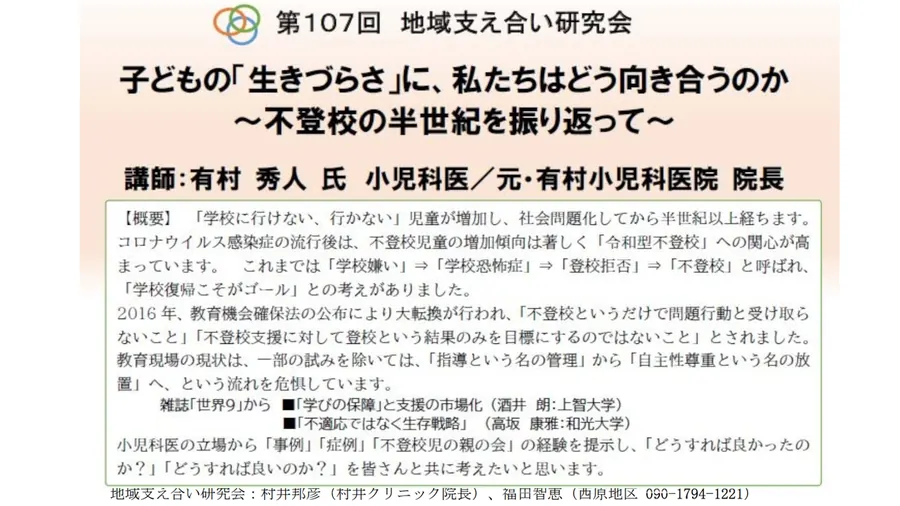 第107回 地域支え合い研究会
子どもの「生きづらさ」に、私たちはどう向き合うのか
～不登校の半世紀を振り返って～
講師：有村 秀人 氏 小児科医／元・有村小児科医院 院長
【概要】 「学校に行けない、行かない」児童が増加し、社会問題化してから半世紀以上経ちます。
コロナウイルス感染症の流行後は、不登校児童の増加傾向は著しく「令和型不登校」への関心が高
まっています。 これまでは「学校嫌い」⇒「学校恐怖症」⇒「登校拒否」⇒「不登校」と呼ばれ、
「学校復帰こそがゴール」との考えがありました。
2016年、教育機会確保法の公布により大転換が行われ、「不登校というだけで問題行動と受け取ら
ないこと」「不登校支援に対して登校という結果のみを目標にするのではないこと」とされました。
教育現場の現状は、一部の試みを除いては、「指導という名の管理」から「自主性尊重という名の放
置」へ、という流れを危惧しています。
雑誌「世界9」から ■「学びの保障」と支援の市場化（酒井 朗：上智大学）
■「不適応ではなく生存戦略」（高坂 康雅：和光大学）
小児科医の立場から「事例」「症例」「不登校児の親の会」の経験を提示し、「どうすれば良かったの
か？」「どうすれば良いのか？」を皆さんと共に考えたいと思います。
地域支え合い研究会：村井邦彦（村井クリニック院長）、福田智恵（西原地区 090-1794-1221）